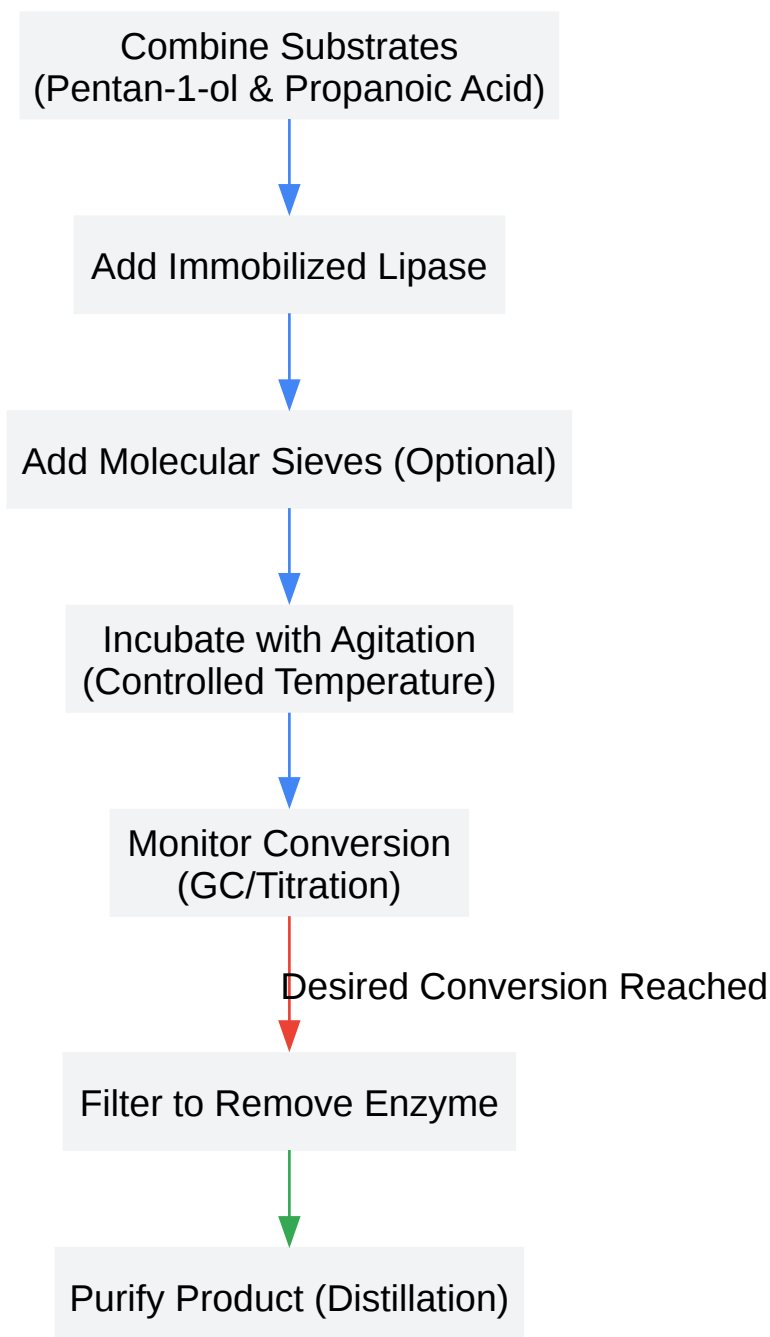 Combine Substrates
(Pentan-1-ol & Propanoic Acid)
Add Immobilized Lipase
Add Molecular Sieves (Optional)
Incubate with Agitation
(Controlled Temperature)
Monitor Conversion
(GC/Titration)
Desired Conversion Reached
Filter to Remove Enzyme
Purify Product (Distillation)